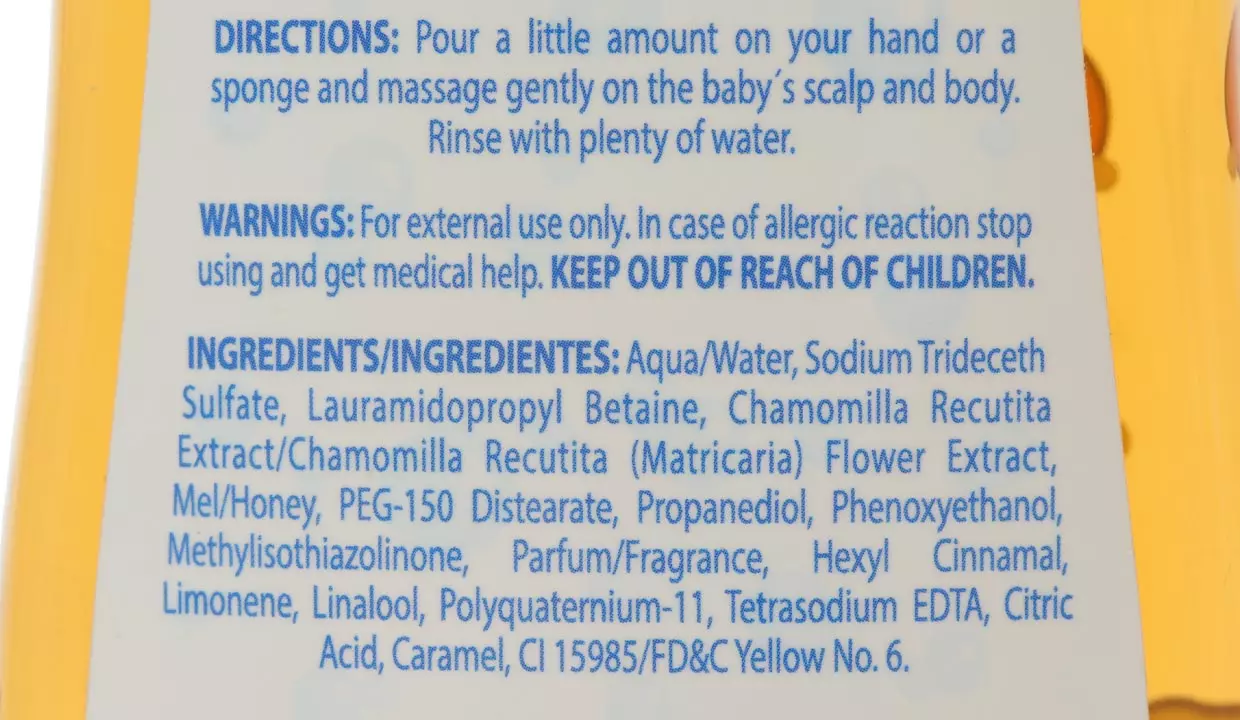 DIRECTIONS: Pour a little amount on your hand or a
sponge and massage gently on the baby´s scalp and body.
Rinse with plenty of water.
WARNINGS: For external use only. In case of allergic reaction stop
using and get medical help. KEEP OUT OF REACH OF CHILDREN.
INGREDIENTS/INGREDIENTES: Aqua/Water, Sodium Trideceth
Sulfate, Lauramidopropyl Betaine, Chamomilla Recutita
Extract/Chamomilla Recutita (Matricaria) Flower Extract,
Mel/Honey, PEG-150 Distearate, Propanediol, Phenoxyethanol,
Methylisothiazolinone, Parfum/Fragrance, Hexyl Cinnamal,
Limonene, Linalool, Polyquaternium-11, Tetrasodium EDTA, Citric
Acid, Caramel, CI 15985/FD&C Yellow No. 6.